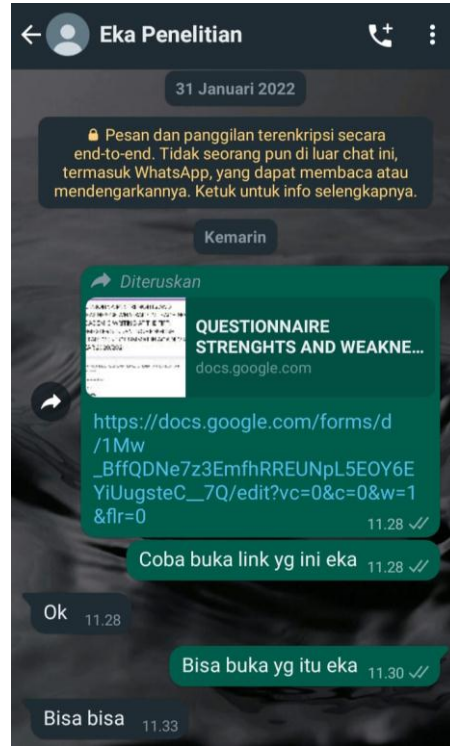 Eka Penelitian
31 Januari 2022
Pesan dan panggilan terenkripsi secara
end-to-end. Tidak seorang pun di luar chat ini,
termasuk WhatsApp, yang dapat membaca atau
mendengarkannya. Ketuk untuk info selengkapnya.
Kemarin
Diteruskan
QUESTIONNAIRE
STRENGHTS AND WEAKNE...
docs.google.com
https://docs.google.com/forms/d
/1Mw
_BffQDNe7z3EmfhRREUNpL5EOY6E
YiUugsteC__7Q/edit?vc=0&c=0&w=1
&flr=0
11.28
Coba buka link yg ini eka 11.28
Ok 11.28
Bisa buka yg itu eka 11.30
Bisa bisa 11.33